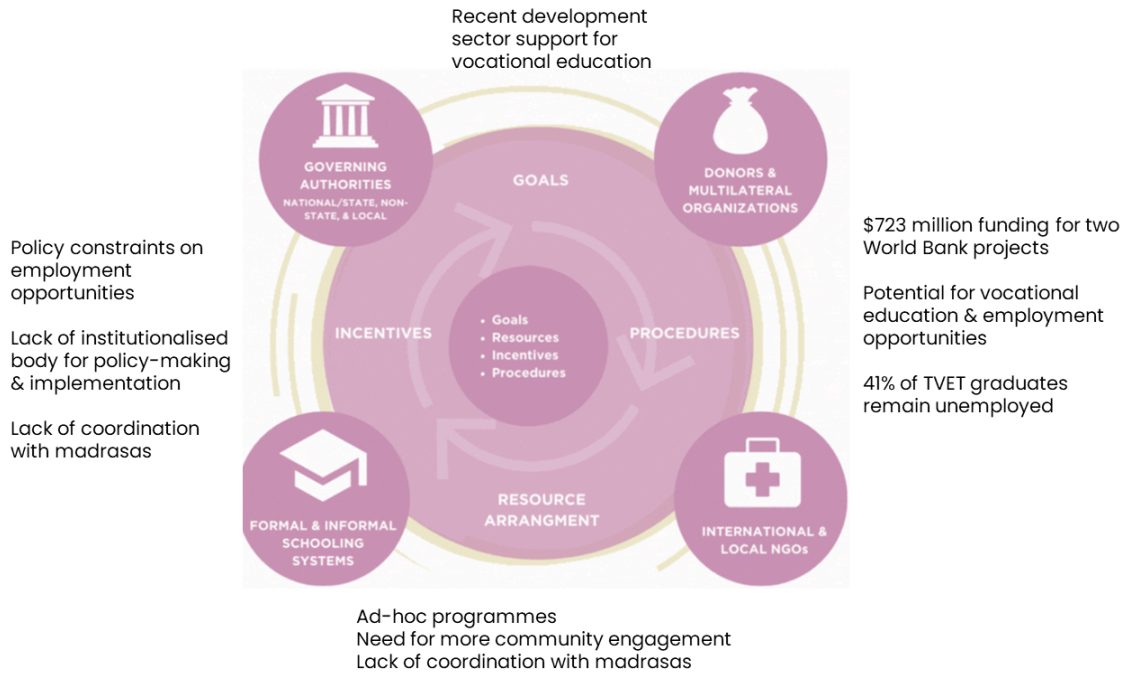 Recent development
sector support for
vocational education
GOVERNING
AUTHORITIES
NATIONAL/STATE, NON-
STATE, & LOCAL
GOALS
DONORS &
MULTILATERAL
ORGANIZATIONS
Policy constraints on
employment
opportunities
Lack of institutionalised
body for policy-making
& implementation
Lack of coordination
with madrasas
INCENTIVES
• Goals
• Resources
• Incentives
• Procedures
PROCEDURES
$723 million funding for two
World Bank projects
Potential for vocational
education & employment
opportunities
41% of TVET graduates
remain unemployed
FORMAL & INFORMAL
SCHOOLING
SYSTEMS
RESOURCE
ARRANGMENT
INTERNATIONAL &
LOCAL NGOs
Ad-hoc programmes
Need for more community engagement
Lack of coordination with madrasas